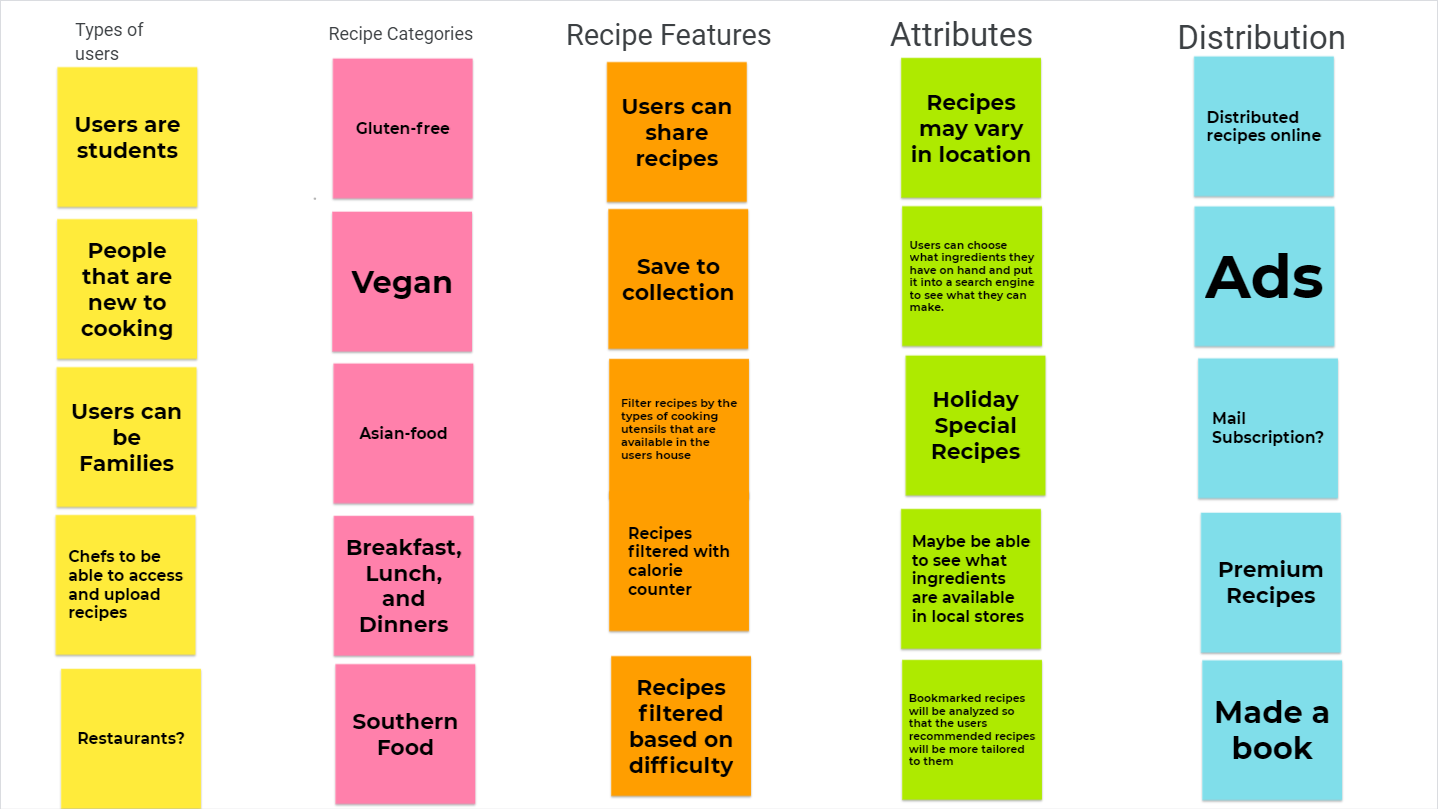 Types of
users
Users are
students
People
that are
new to
cooking
Users can
be
Families
Chefs to be
able to access
and upload
recipes
Restaurants?
Recipe Categories
Gluten-free
Vegan
Asian-food
Breakfast,
Lunch,
and
Dinners
Southern
Food
Recipe Features
Users can
share
recipes
Save to
collection
Filter recipes by the
types of cooking
utensils that are
available in the
users house
Recipes
filtered with
calorie
counter
Recipes
filtered
based on
difficulty
Attributes
Recipes
may vary
in location
Users can choose
what ingredients they
have on hand and put
it into a search engine
to see what they can
make.
Holiday
Special
Recipes
Maybe be able
to see what
ingredients
are available
in local stores
Bookmarked recipes
will be analyzed so
that the users
recommended recipes
will be more tailored
to them
Distribution
Distributed
recipes online
Ads
Mail
Subscription?
Premium
Recipes
Made a
book